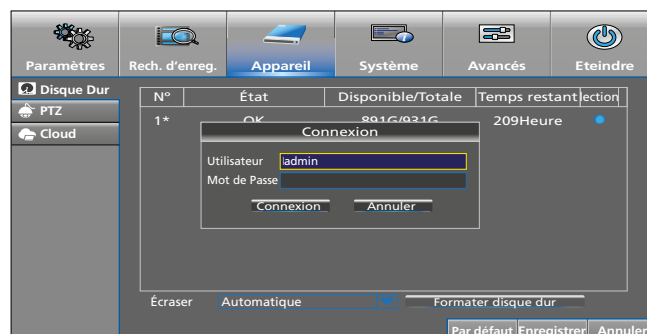 Paramètres Rech. d'enreg. Appareil Système Avancés Eteindre
Disque Dur
PTZ
Cloud
N° État Disponible/Totale Temps restant lection
1* OK 891G/931G 209Heure
Connexion
Utilisateur admin
Mot de Passe
Connexion Annuler
Écraser Automatique Formater disque dur
Par défaut Enregistrer Annuler